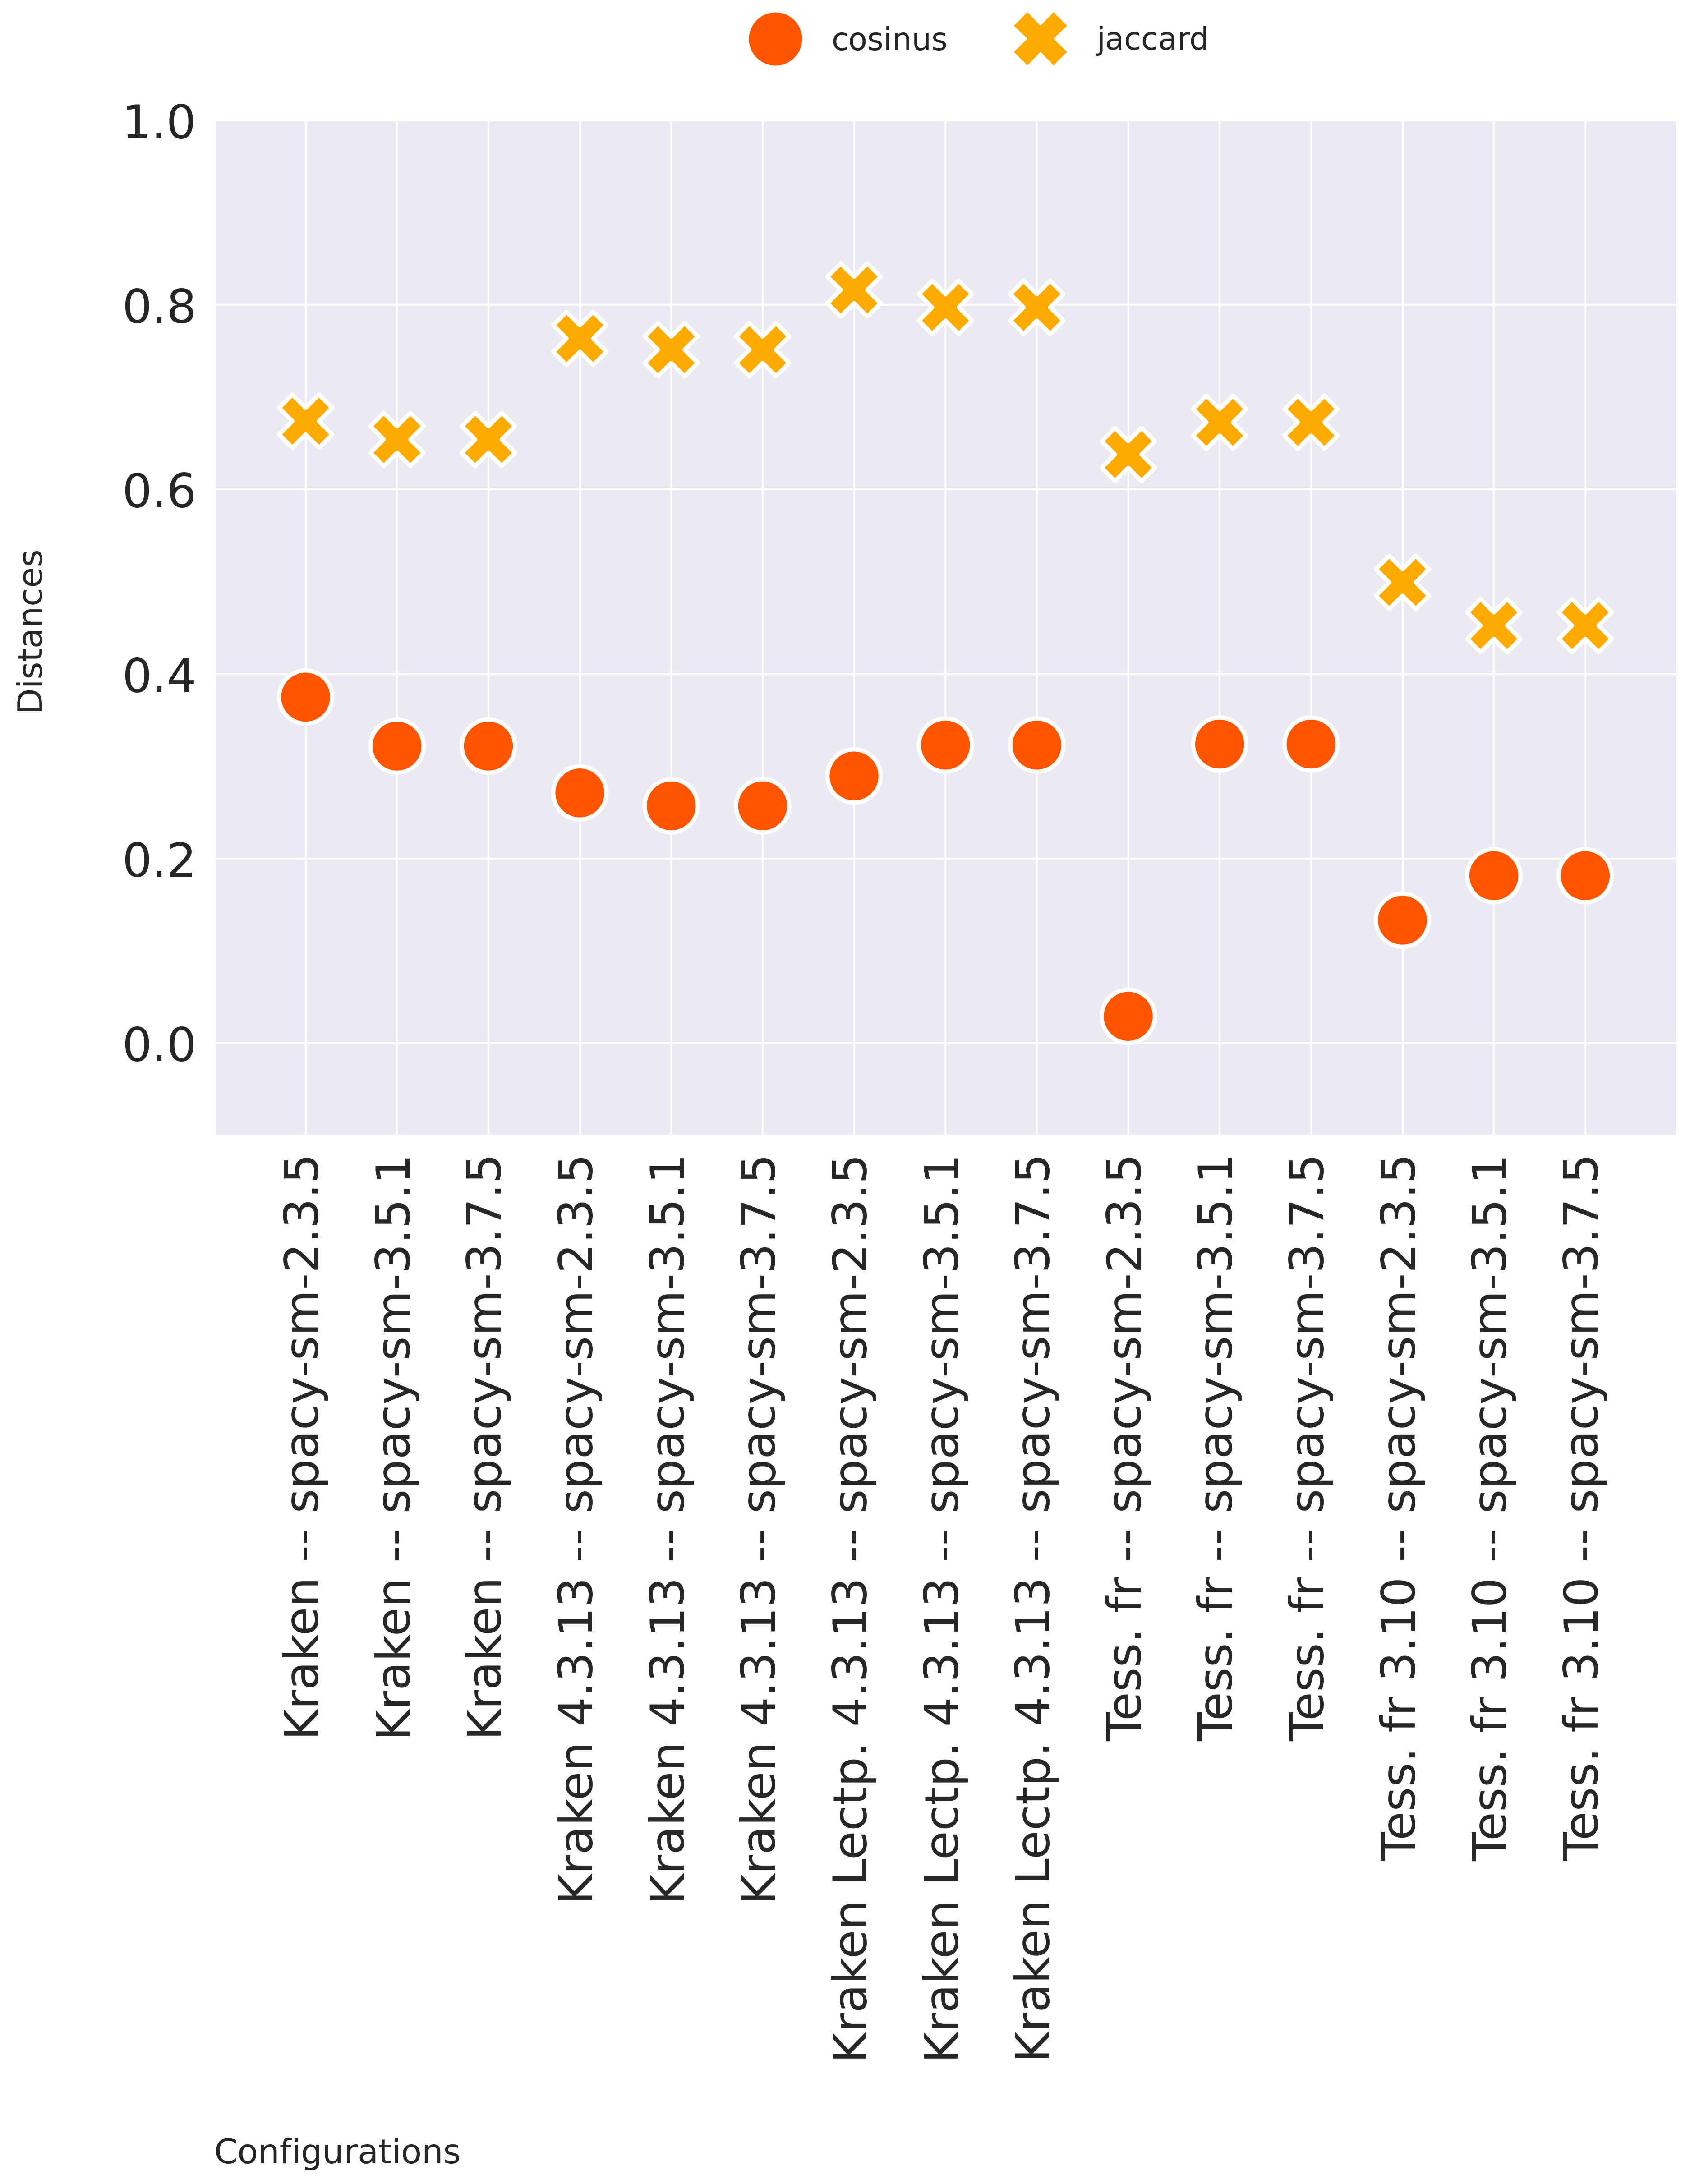 cosinus jaccard
1.0
0.8
0.6
0.4
0.2
0.0
Distances
Kraken -- spacy-sm-2.3.5
Kraken -- spacy-sm-3.5.1
Kraken -- spacy-sm-3.7.5
Kraken 4.3.13 -- spacy-sm-2.3.5
Kraken 4.3.13 -- spacy-sm-3.5.1
Kraken 4.3.13 -- spacy-sm-3.7.5
Kraken Lectp. 4.3.13 -- spacy-sm-2.3.5
Kraken Lectp. 4.3.13 -- spacy-sm-3.5.1
Kraken Lectp. 4.3.13 -- spacy-sm-3.7.5
Tess. fr -- spacy-sm-2.3.5
Tess. fr -- spacy-sm-3.5.1
Tess. fr -- spacy-sm-3.7.5
Tess. fr 3.10 -- spacy-sm-2.3.5
Tess. fr 3.10 -- spacy-sm-3.5.1
Tess. fr 3.10 -- spacy-sm-3.7.5
Configurations